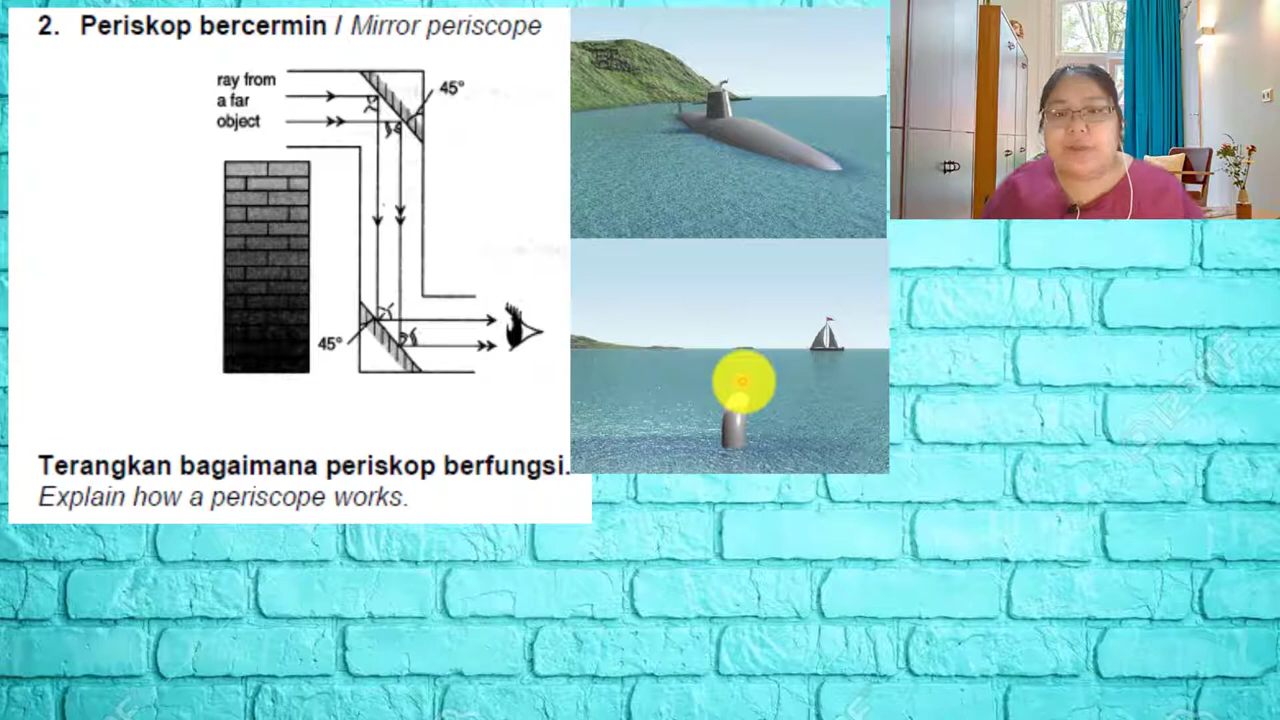 2. Periskop bercermin / Mirror periscope
ray from
a far
object
45°
45°
Terangkan bagaimana periskop berfungsi.
Explain how a periscope works.